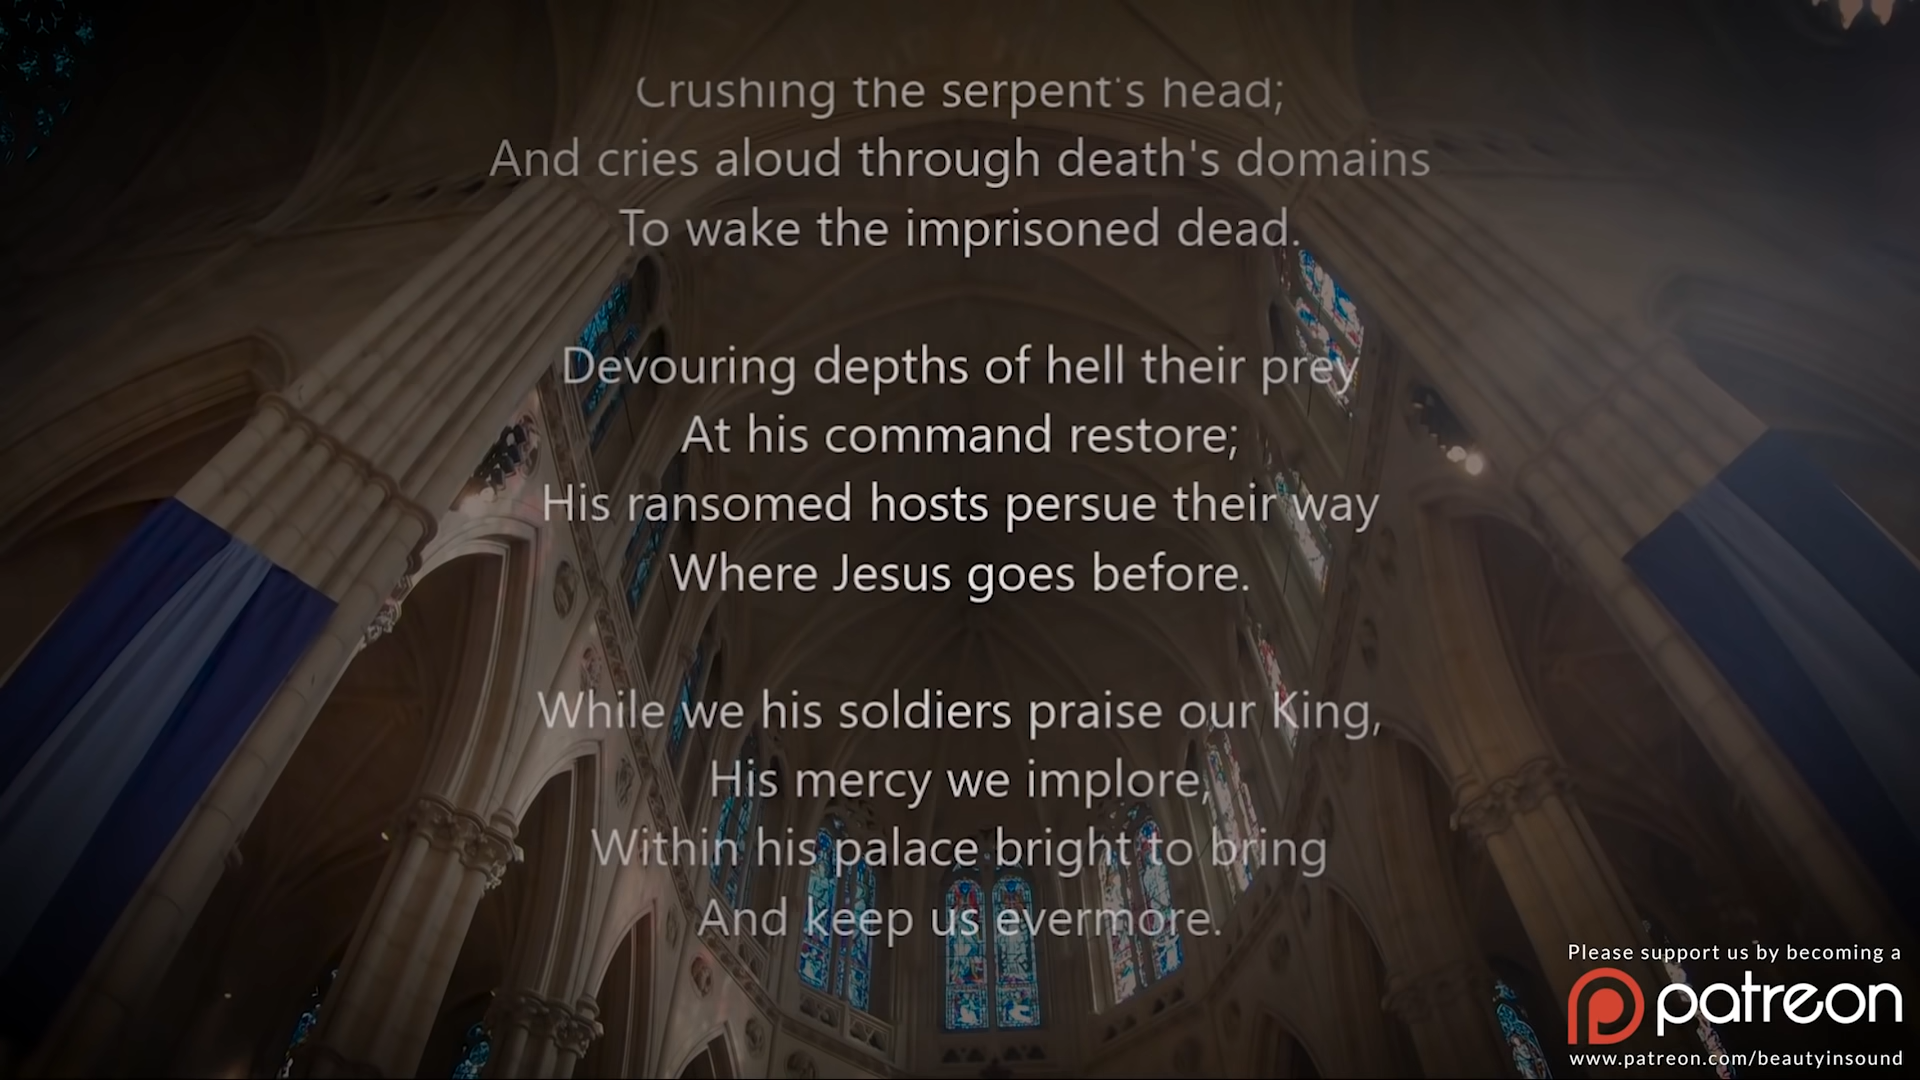 Crushing the serpent's head;
And cries aloud through death's domains
To wake the imprisoned dead.
Devouring depths of hell their prey
At his command restore;
His ransomed hosts persue their way
Where Jesus goes before.
While we his soldiers praise our King,
His mercy we implore,
Within his palace bright to bring
And keep us evermore.
Please support us by becoming a
patreon
www.patreon.com/beautyinsound